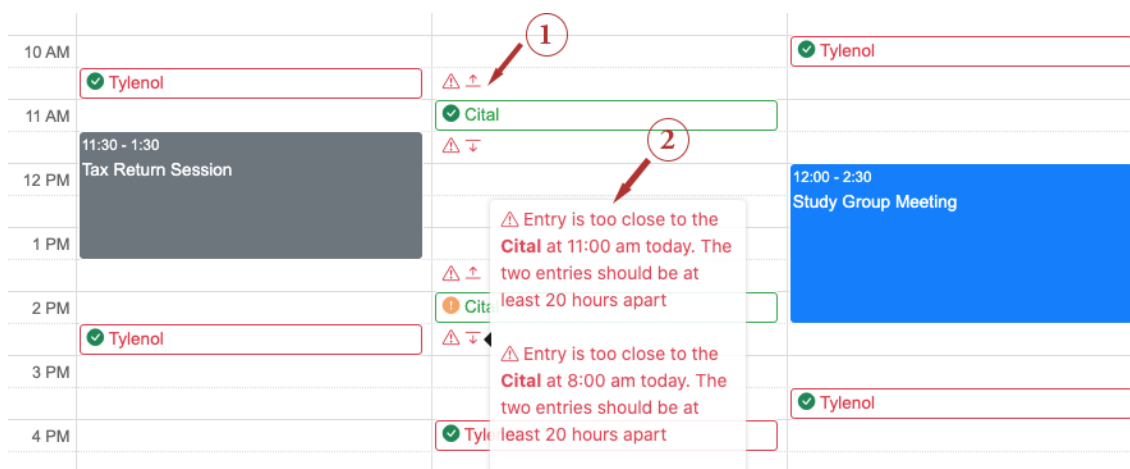 1
10 AM
Tylenol
Tylenol
11 AM
Cital
11:30 - 1:30
Tax Return Session
2
12 PM
12:00 - 2:30
Study Group Meeting
Entry is too close to the
Cital at 11:00 am today. The
two entries should be at
least 20 hours apart
1 PM
2 PM
Tylenol
Entry is too close to the
Cital at 8:00 am today. The
two entries should be at
least 20 hours apart
3 PM
Tylenol
4 PM